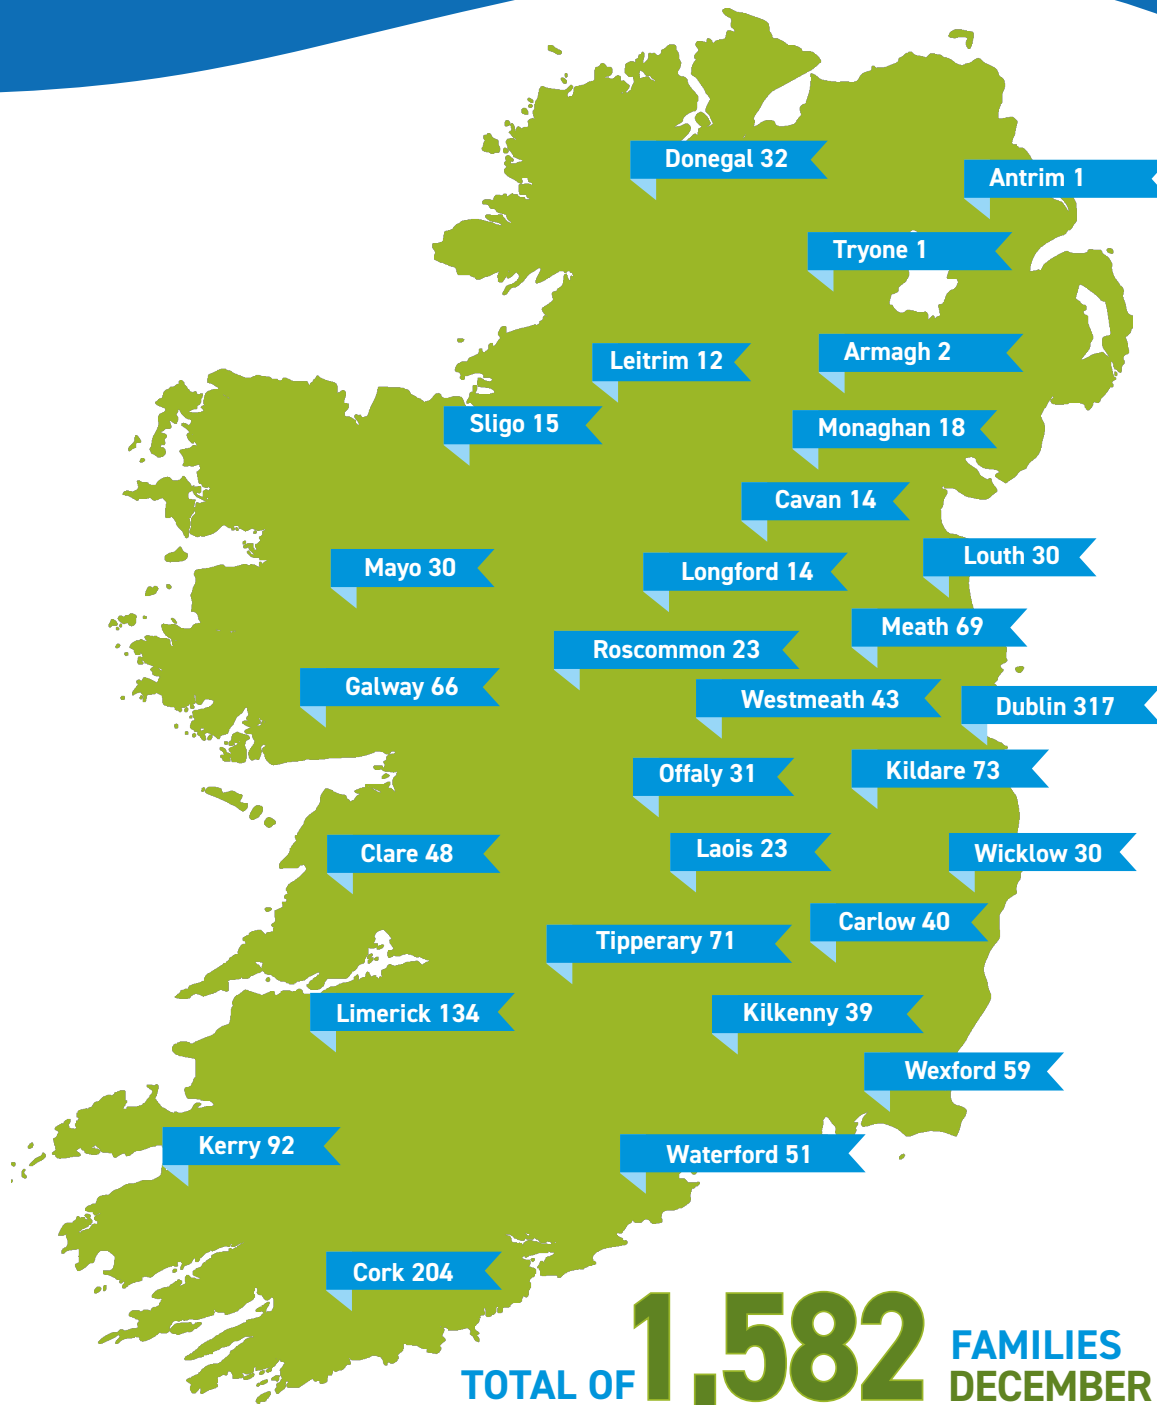 Donegal 32
Antrim 1
Tryone 1
Armagh 2
Leitrim 12
Sligo 15
Monaghan 18
Cavan 14
Louth 30
Mayo 30
Longford 14
Meath 69
Roscommon 23
Galway 66
Westmeath 43
Dublin 317
Offaly 31
Kildare 73
Clare 48
Laois 23
Wicklow 30
Carlow 40
Tipperary 71
Limerick 134
Kilkenny 39
Wexford 59
Kerry 92
Waterford 51
Cork 204
TOTAL OF 1,582 FAMILIES
DECEMBER